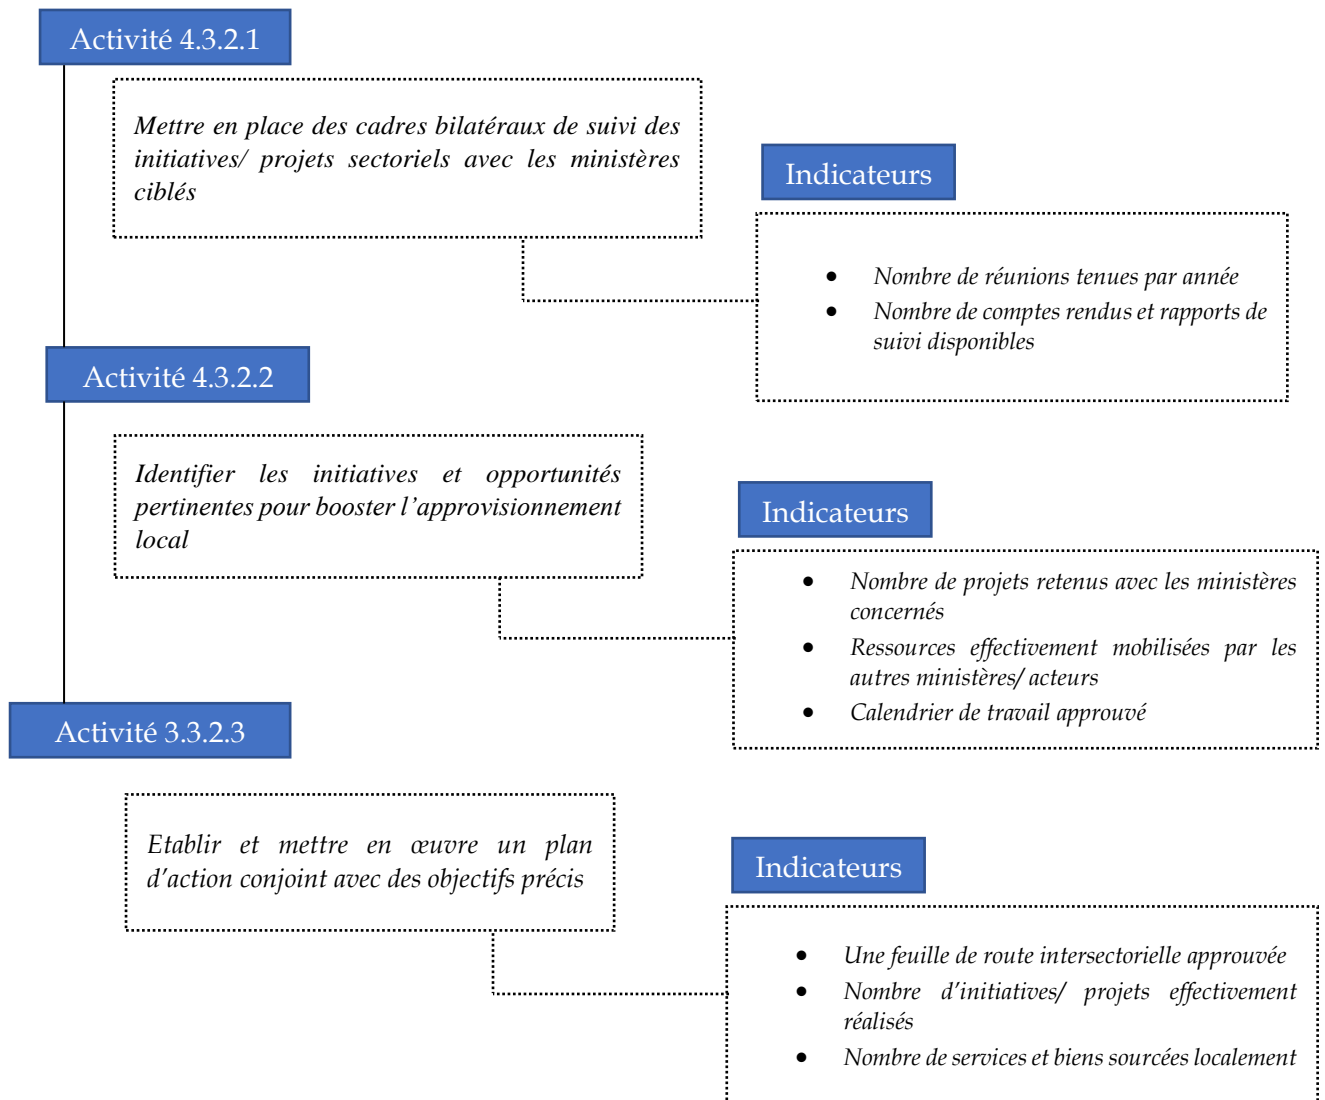 Activité 4.3.2.1
Mettre en place des cadres bilatéraux de suivi des
initiatives/ projets sectoriels avec les ministères
ciblés
Indicateurs
• Nombre de réunions tenues par année
• Nombre de comptes rendus et rapports de
suivi disponibles
Activité 4.3.2.2
Identifier les initiatives et opportunités
pertinentes pour booster l’approvisionnement
local
Indicateurs
• Nombre de projets retenus avec les ministères
concernés
• Ressources effectivement mobilisées par les
autres ministères/ acteurs
• Calendrier de travail approuvé
Activité 3.3.2.3
Etablir et mettre en œuvre un plan
d’action conjoint avec des objectifs précis
Indicateurs
• Une feuille de route intersectorielle approuvée
• Nombre d’initiatives/ projets effectivement
réalisés
• Nombre de services et biens sourcées localement